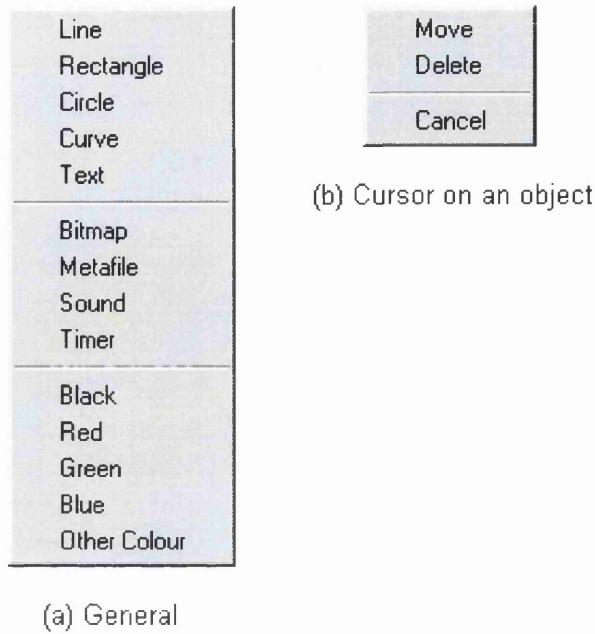 Line
Rectangle
Circle
Curve
Text
Bitmap
Metafile
Sound
Timer
Black
Red
Green
Blue
Other Colour
(a) General
Move
Delete
Cancel
(b) Cursor on an object